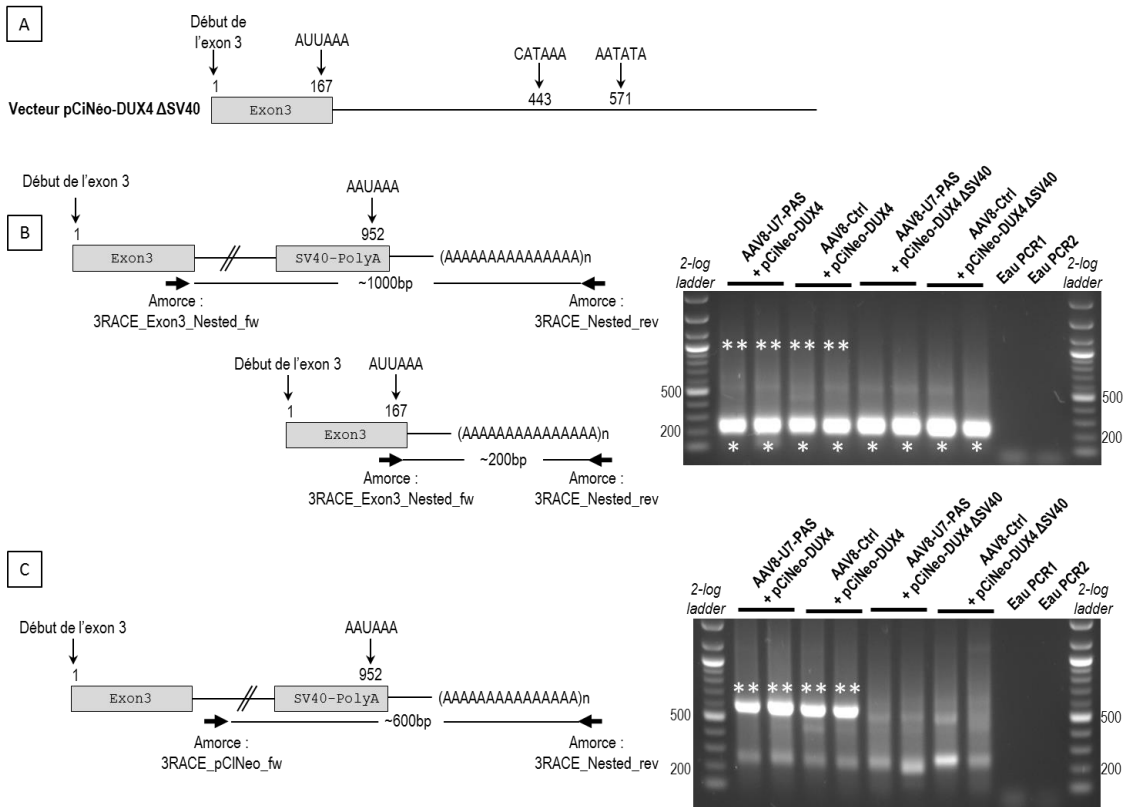 A
Début de
l'exon 3
AUUAAA
CATAAA
AATATA
1
167
443
571
Vecteur pCiNéo-DUX4 ΔSV40
Exon3
B
Début de l'exon 3
AAUAAA
1
952
Exon3
//
SV40-PolyA
(AAAAAAAAAAAAAAA)n
~1000bp
Amorce :
3RACE_Exon3_Nested_fw
Amorce :
3RACE_Nested_rev
Début de l'exon 3
AUUAAA
1
167
Exon3
(AAAAAAAAAAAAAAA)n
~200bp
Amorce :
3RACE_Exon3_Nested_fw
Amorce :
3RACE_Nested_rev
2-log
ladder
AAV8-U7-PAS
+ pCiNeo-DUX4
AAV8-Ctrl
+ pCiNeo-DUX4
AAV8-U7-PAS
+ pCiNeo-DUX4 ΔSV40
AAV8-Ctrl
+ pCiNeo-DUX4 ΔSV40
Eau PCR1
Eau PCR2
2-log
ladder
** ** ** **
500
500
200
200
* * * * * * * *
C
Début de l'exon 3
AAUAAA
1
952
Exon3
//
SV40-PolyA
(AAAAAAAAAAAAAAA)n
~600bp
Amorce :
3RACE_pCINeo_fw
Amorce :
3RACE_Nested_rev
2-log
ladder
AAV8-U7-PAS
+ pCiNeo-DUX4
AAV8-Ctrl
+ pCiNeo-DUX4
AAV8-U7-PAS
+ pCiNeo-DUX4 ΔSV40
AAV8-Ctrl
+ pCiNeo-DUX4 ΔSV40
Eau PCR1
Eau PCR2
2-log
ladder
** ** ** **
500
500
200
200